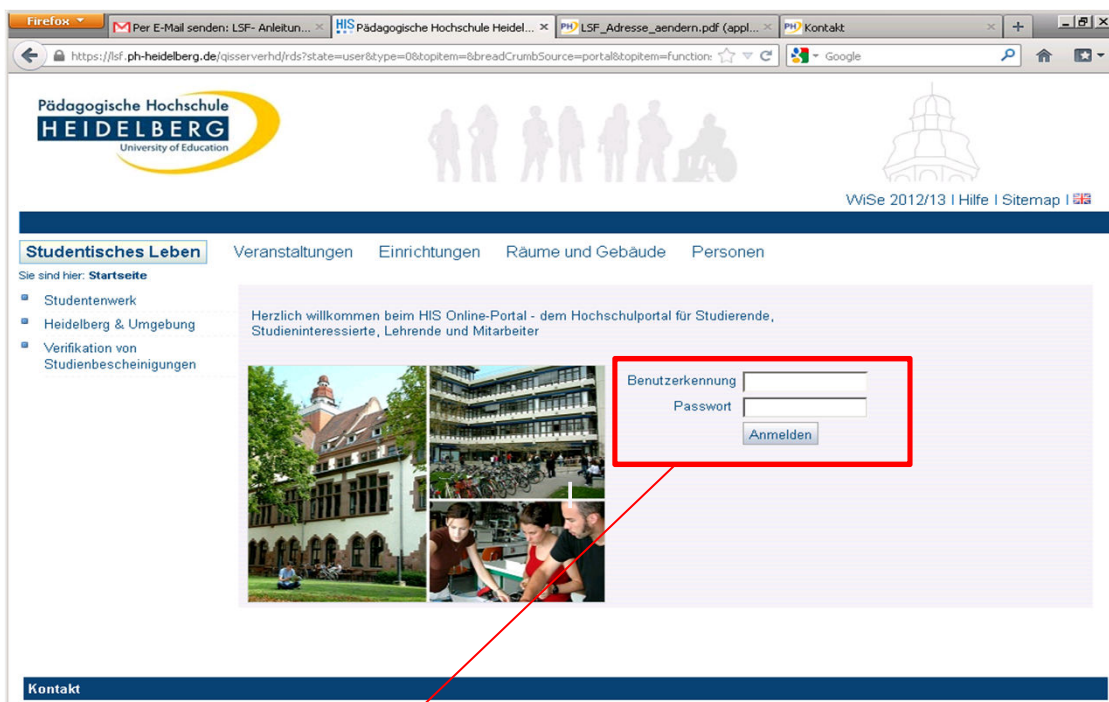 Firefox
Per E-Mail senden: LSF- Anleitun...
HIS Pädagogische Hochschule Heidel...
PH LSF_Adresse_aendern.pdf (appl...
PH Kontakt
https://lsf.ph-heidelberg.de/qisserverhd/rds?state=user&type=0&topitem=&breadCrumbSource=portal&topitem=function:
Google
Pädagogische Hochschule
HEIDELBERG
University of Education
WiSe 2012/13 | Hilfe | Sitemap |
Studentisches Leben Veranstaltungen Einrichtungen Räume und Gebäude Personen
Sie sind hier: Startseite
Studentenwerk
Heidelberg & Umgebung
Verifikation von
Studienbescheinigungen
Herzlich willkommen beim HIS Online-Portal - dem Hochschulportal für Studierende,
Studieninteressierte, Lehrende und Mitarbeiter
Benutzerkennung
Passwort
Anmelden
Kontakt